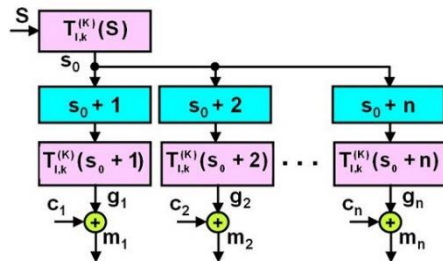 S
T_{I,k}^{(K)}(S)
s_0
s_0 + 1
s_0 + 2
s_0 + n
T_{I,k}^{(K)}(s_0 + 1)
T_{I,k}^{(K)}(s_0 + 2)
. . .
T_{I,k}^{(K)}(s_0 + n)
c_1
g_1
c_2
g_2
c_n
g_n
+
+
+
m_1
m_2
m_n